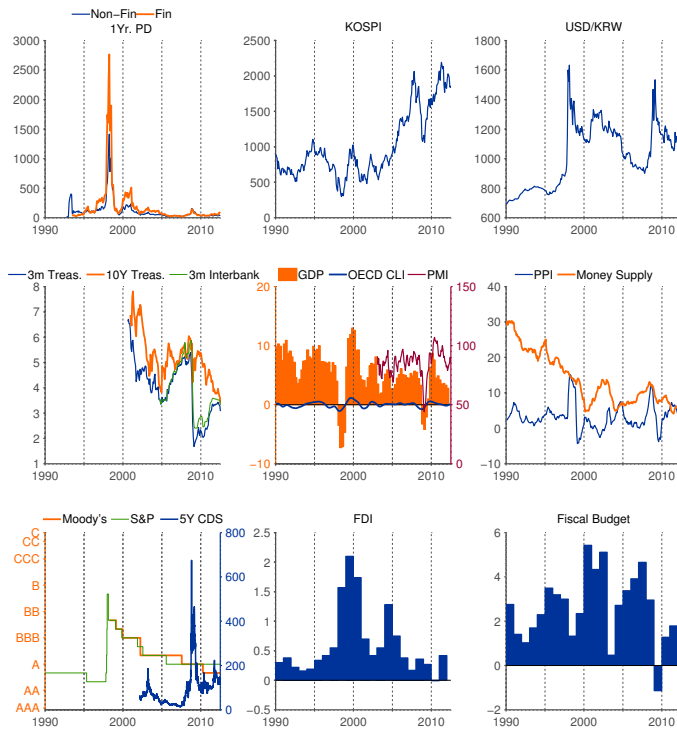 Non-Fin Fin
1Yr. PD KOSPI USD/KRW
3000
2500
2000
1500
1000
500
0
1990 2000 2010
2500
2000
1500
1000
500
0
1990 2000 2010
1800
1600
1400
1200
1000
800
600
1990 2000 2010
3m Treas. 10Y Treas. 3m Interbank
8
7
6
5
4
3
2
1
1990 2000 2010
GDP OECD CLI PMI
20
10
0
−10
150
100
50
0
1990 2000 2010
PPI Money Supply
40
30
20
10
0
−10
1990 2000 2010
Moody's S&P 5Y CDS
C
CC
CCC
B
BB
BBB
A
AA
AAA
800
600
400
200
0
1990 2000 2010
FDI
2.5
2
1.5
1
0.5
0
−0.5
1990 2000 2010
Fiscal Budget
6
4
2
0
−2
1990 2000 2010